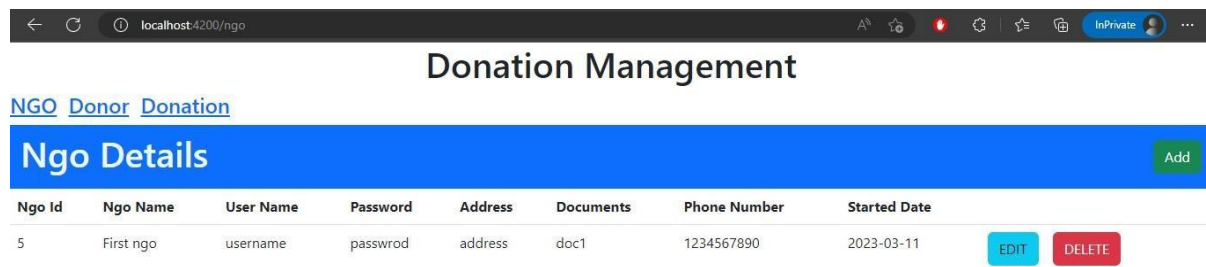 localhost:4200/ngo InPrivate
Donation Management
NGO Donor Donation
Ngo Details Add
Ngo Id Ngo Name User Name Password Address Documents Phone Number Started Date
5 First ngo username passwrod address doc1 1234567890 2023-03-11 EDIT DELETE